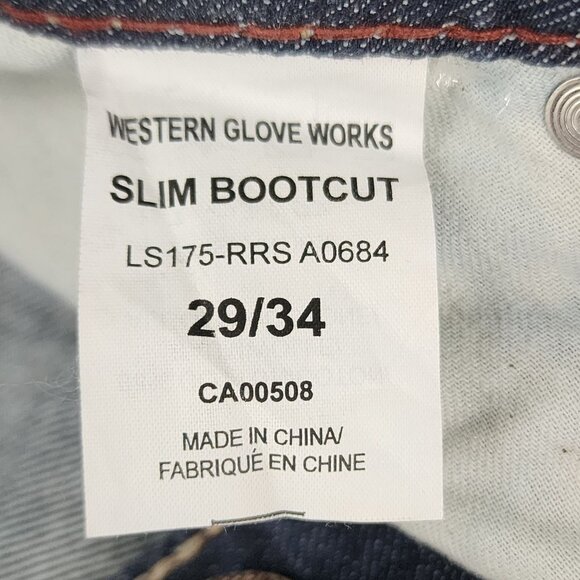 WESTERN GLOVE WORKS
SLIM BOOTCUT
LS175-RRS A0684
29/34
CA00508
MADE IN CHINA/
FABRIQUÉ EN CHINE